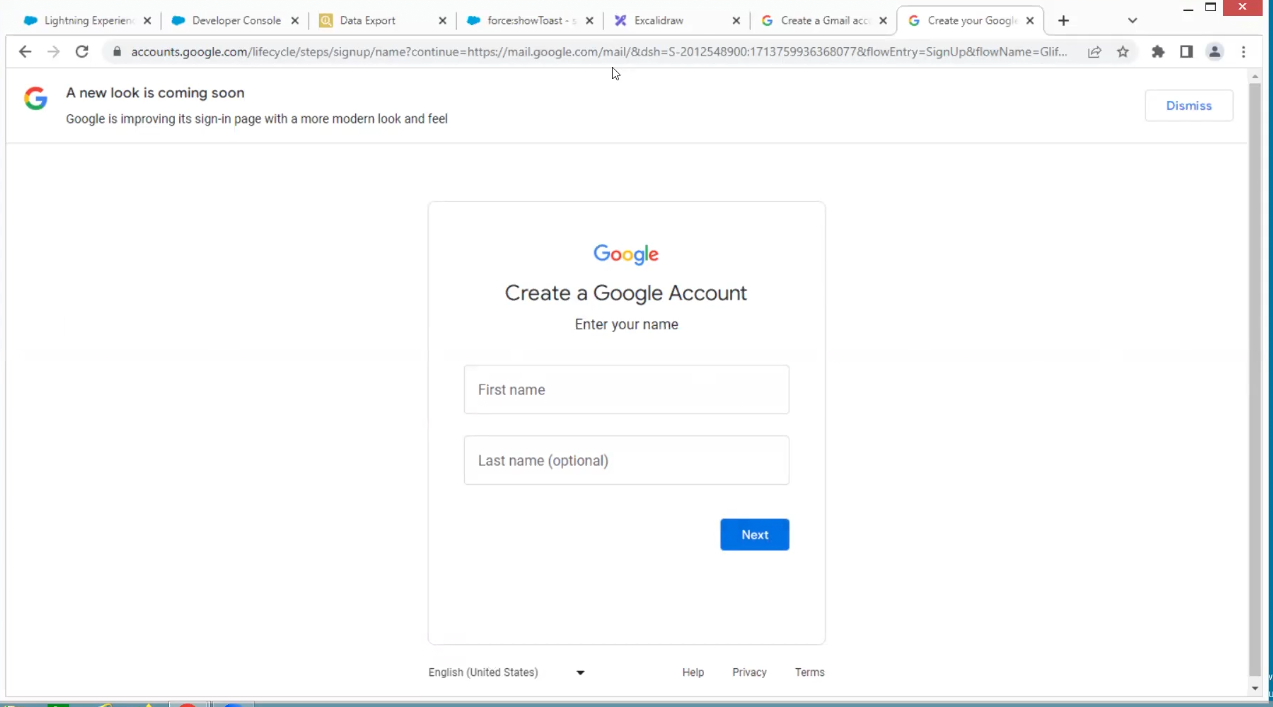 Lightning Experien
Developer Console
Data Export
force:showToast - s
Excalidraw
Create a Gmail acc
Create your Google
accounts.google.com/lifecycle/steps/signup/name?continue=https://mail.google.com/mail/&dsh=S-2012548900:1713759936368077&flowEntry=SignUp&flowName=Glif...
A new look is coming soon
Google is improving its sign-in page with a more modern look and feel
Dismiss
Google
Create a Google Account
Enter your name
First name
Last name (optional)
Next
English (United States)
Help
Privacy
Terms